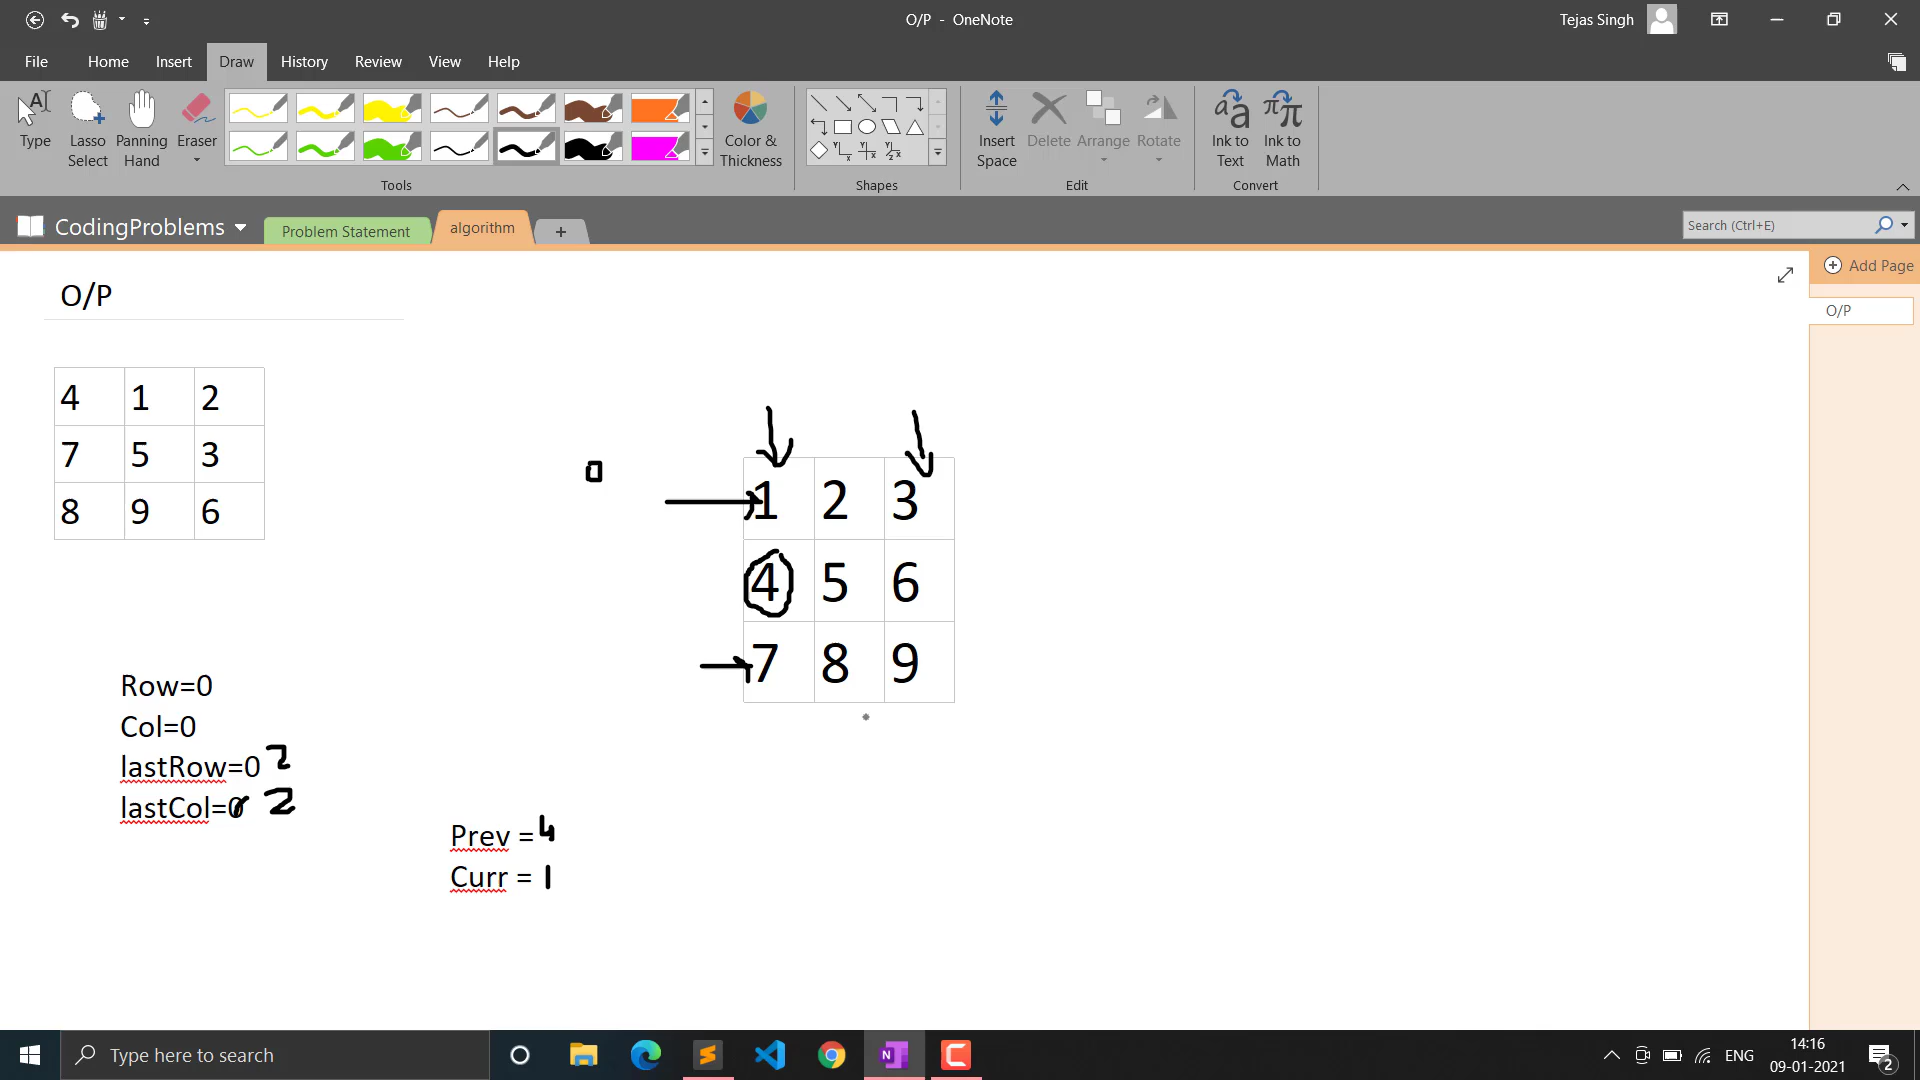 O/P - OneNote
Tejas Singh
File Home Insert Draw History Review View Help
Type
Lasso Select
Panning Hand
Eraser
Color & Thickness
Insert Space
Delete
Arrange
Rotate
Ink to Text
Ink to Math
Tools
Shapes
Edit
Convert
CodingProblems
Problem Statement
algorithm
Search (Ctrl+E)
Add Page
O/P
O/P
4 1 2
7 5 3
8 9 6
0
1 2 3
4 5 6
7 8 9
Row=0
Col=0
lastRow=0 2
lastCol=0 2
Prev = 4
Curr = 1
Type here to search
ENG
14:16
09-01-2021
2